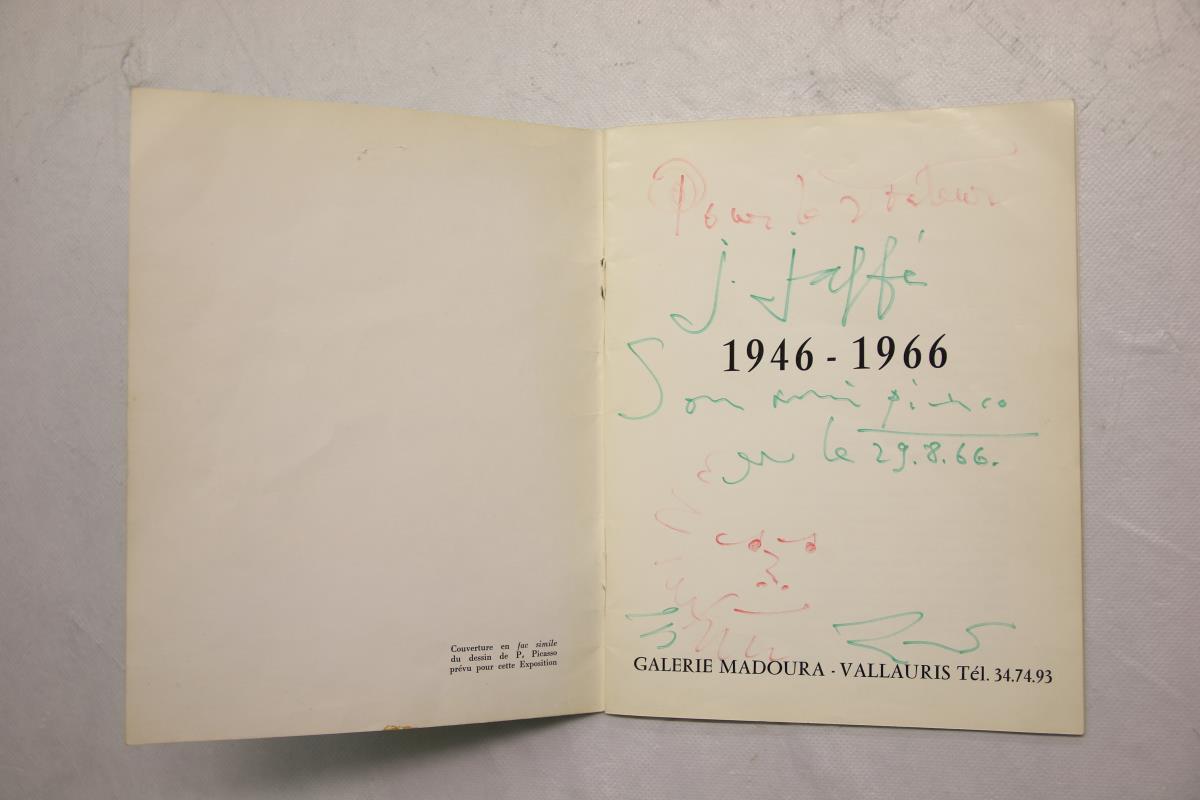 Couverture en fac simile
du dessin de P. Picasso
prévu pour cette Exposition
Pour le
J. Jaffé
1946 - 1966
Son ami picasso
le 29.8.66.
GALERIE MADOURA - VALLAURIS Tél. 34.74.93